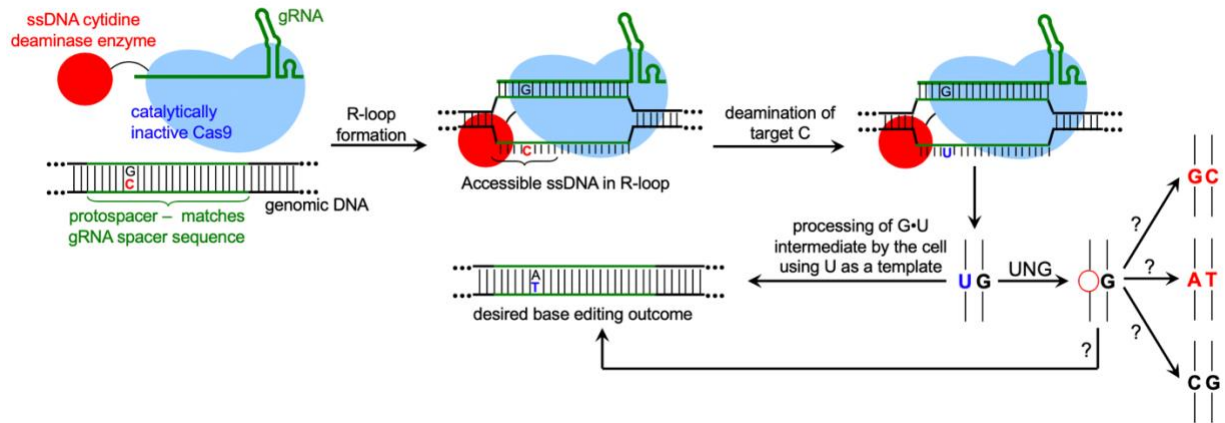 ssDNA cytidine
deaminase enzyme
gRNA
catalytically
inactive Cas9
G
C
genomic DNA
protospacer – matches
gRNA spacer sequence
R-loop
formation
G
C
Accessible ssDNA in R-loop
deamination of
target C
G
U
processing of G•U
intermediate by the cell
using U as a template
A
T
desired base editing outcome
U G
UNG
G
?
?
?
?
G C
A T
C G